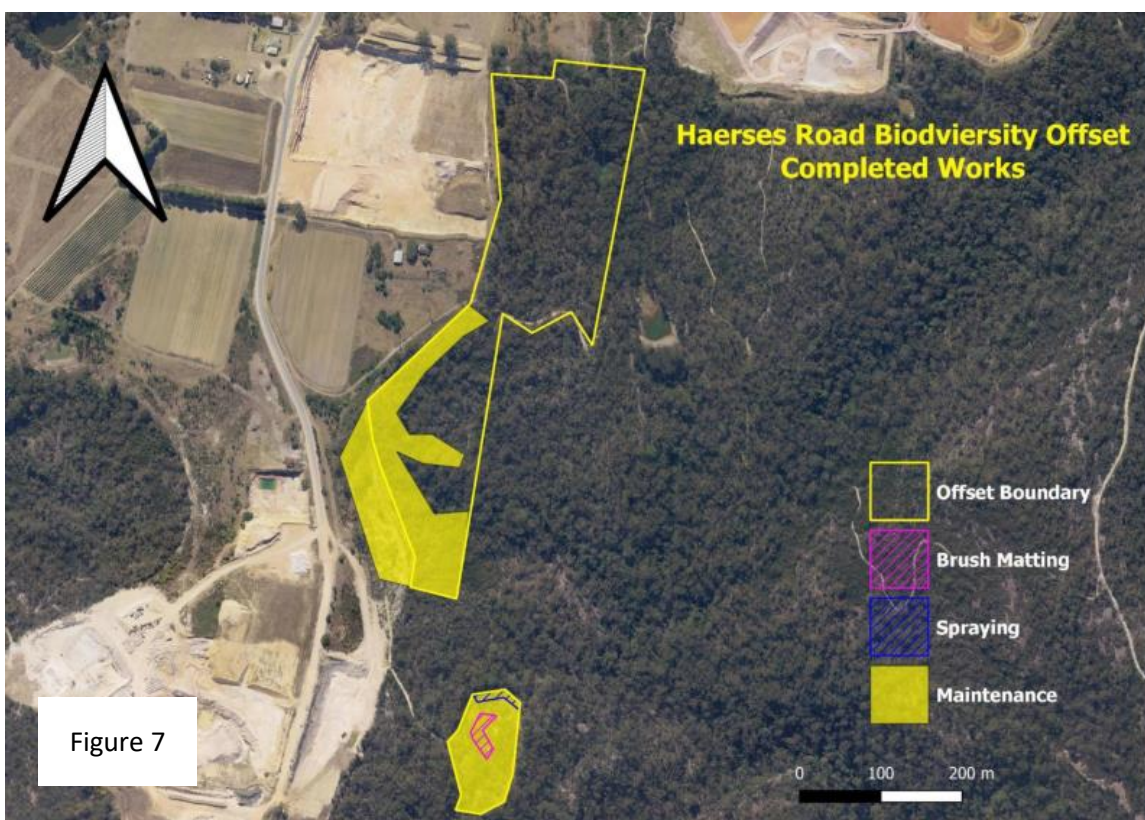 Haerses Road Biodviersity Offset
Completed Works
Offset Boundary
Brush Matting
Spraying
Maintenance
0 100 200 m
Figure 7